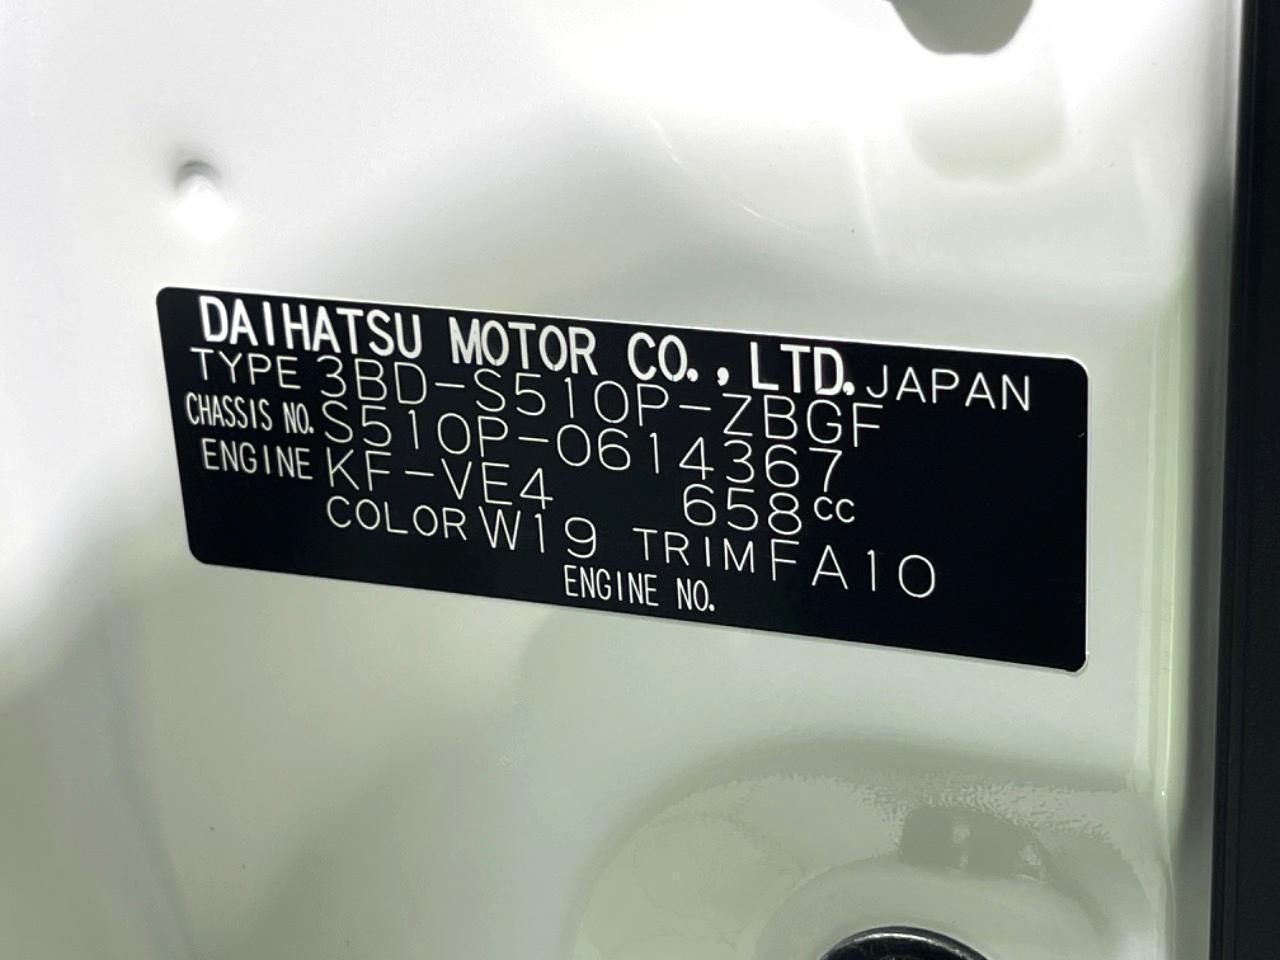 DAIHATSU MOTOR CO., LTD. JAPAN
TYPE 3BD-S510P-ZBGF
CHASSIS NO. S510P-0614367
ENGINE KF-VE4 658cc
COLOR W19 TRIM FA10
ENGINE NO.